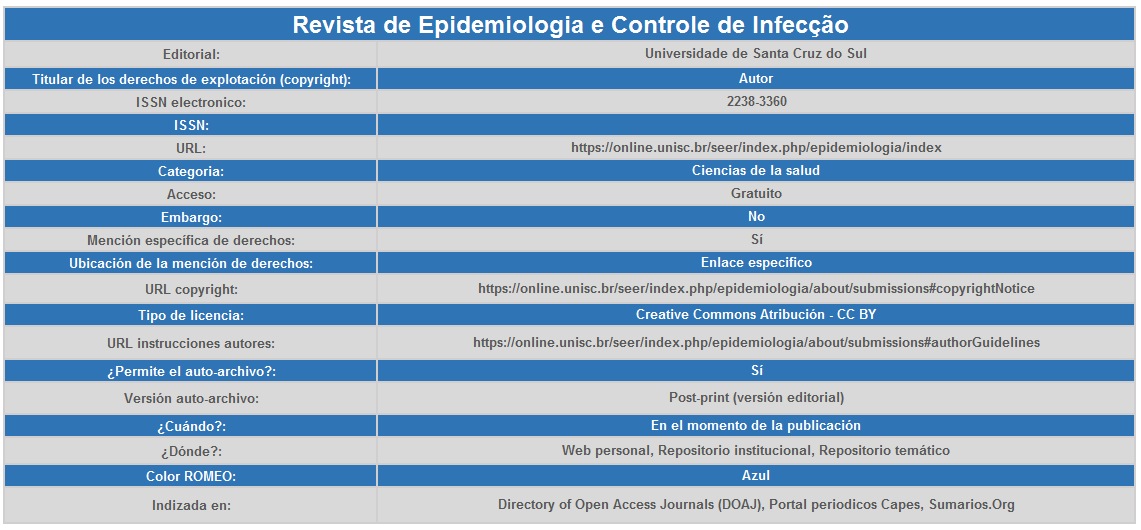 Revista de Epidemiologia e Controle de Infecção
Editorial: Universidade de Santa Cruz do Sul
Titular de los derechos de explotación (copyright): Autor
ISSN electronico: 2238-3360
ISSN:
URL: https://online.unisc.br/seer/index.php/epidemiologia/index
Categoria: Ciencias de la salud
Acceso: Gratuito
Embargo: No
Mención específica de derechos: Sí
Ubicación de la mención de derechos: Enlace especifico
URL copyright: https://online.unisc.br/seer/index.php/epidemiologia/about/submissions#copyrightNotice
Tipo de licencia: Creative Commons Atribución - CC BY
URL instrucciones autores: https://online.unisc.br/seer/index.php/epidemiologia/about/submissions#authorGuidelines
¿Permite el auto-archivo?: Sí
Versión auto-archivo: Post-print (versión editorial)
¿Cuándo?: En el momento de la publicación
¿Dónde?: Web personal, Repositorio institucional, Repositorio temático
Color ROMEO: Azul
Indizada en: Directory of Open Access Journals (DOAJ), Portal periodicos Capes, Sumarios.Org